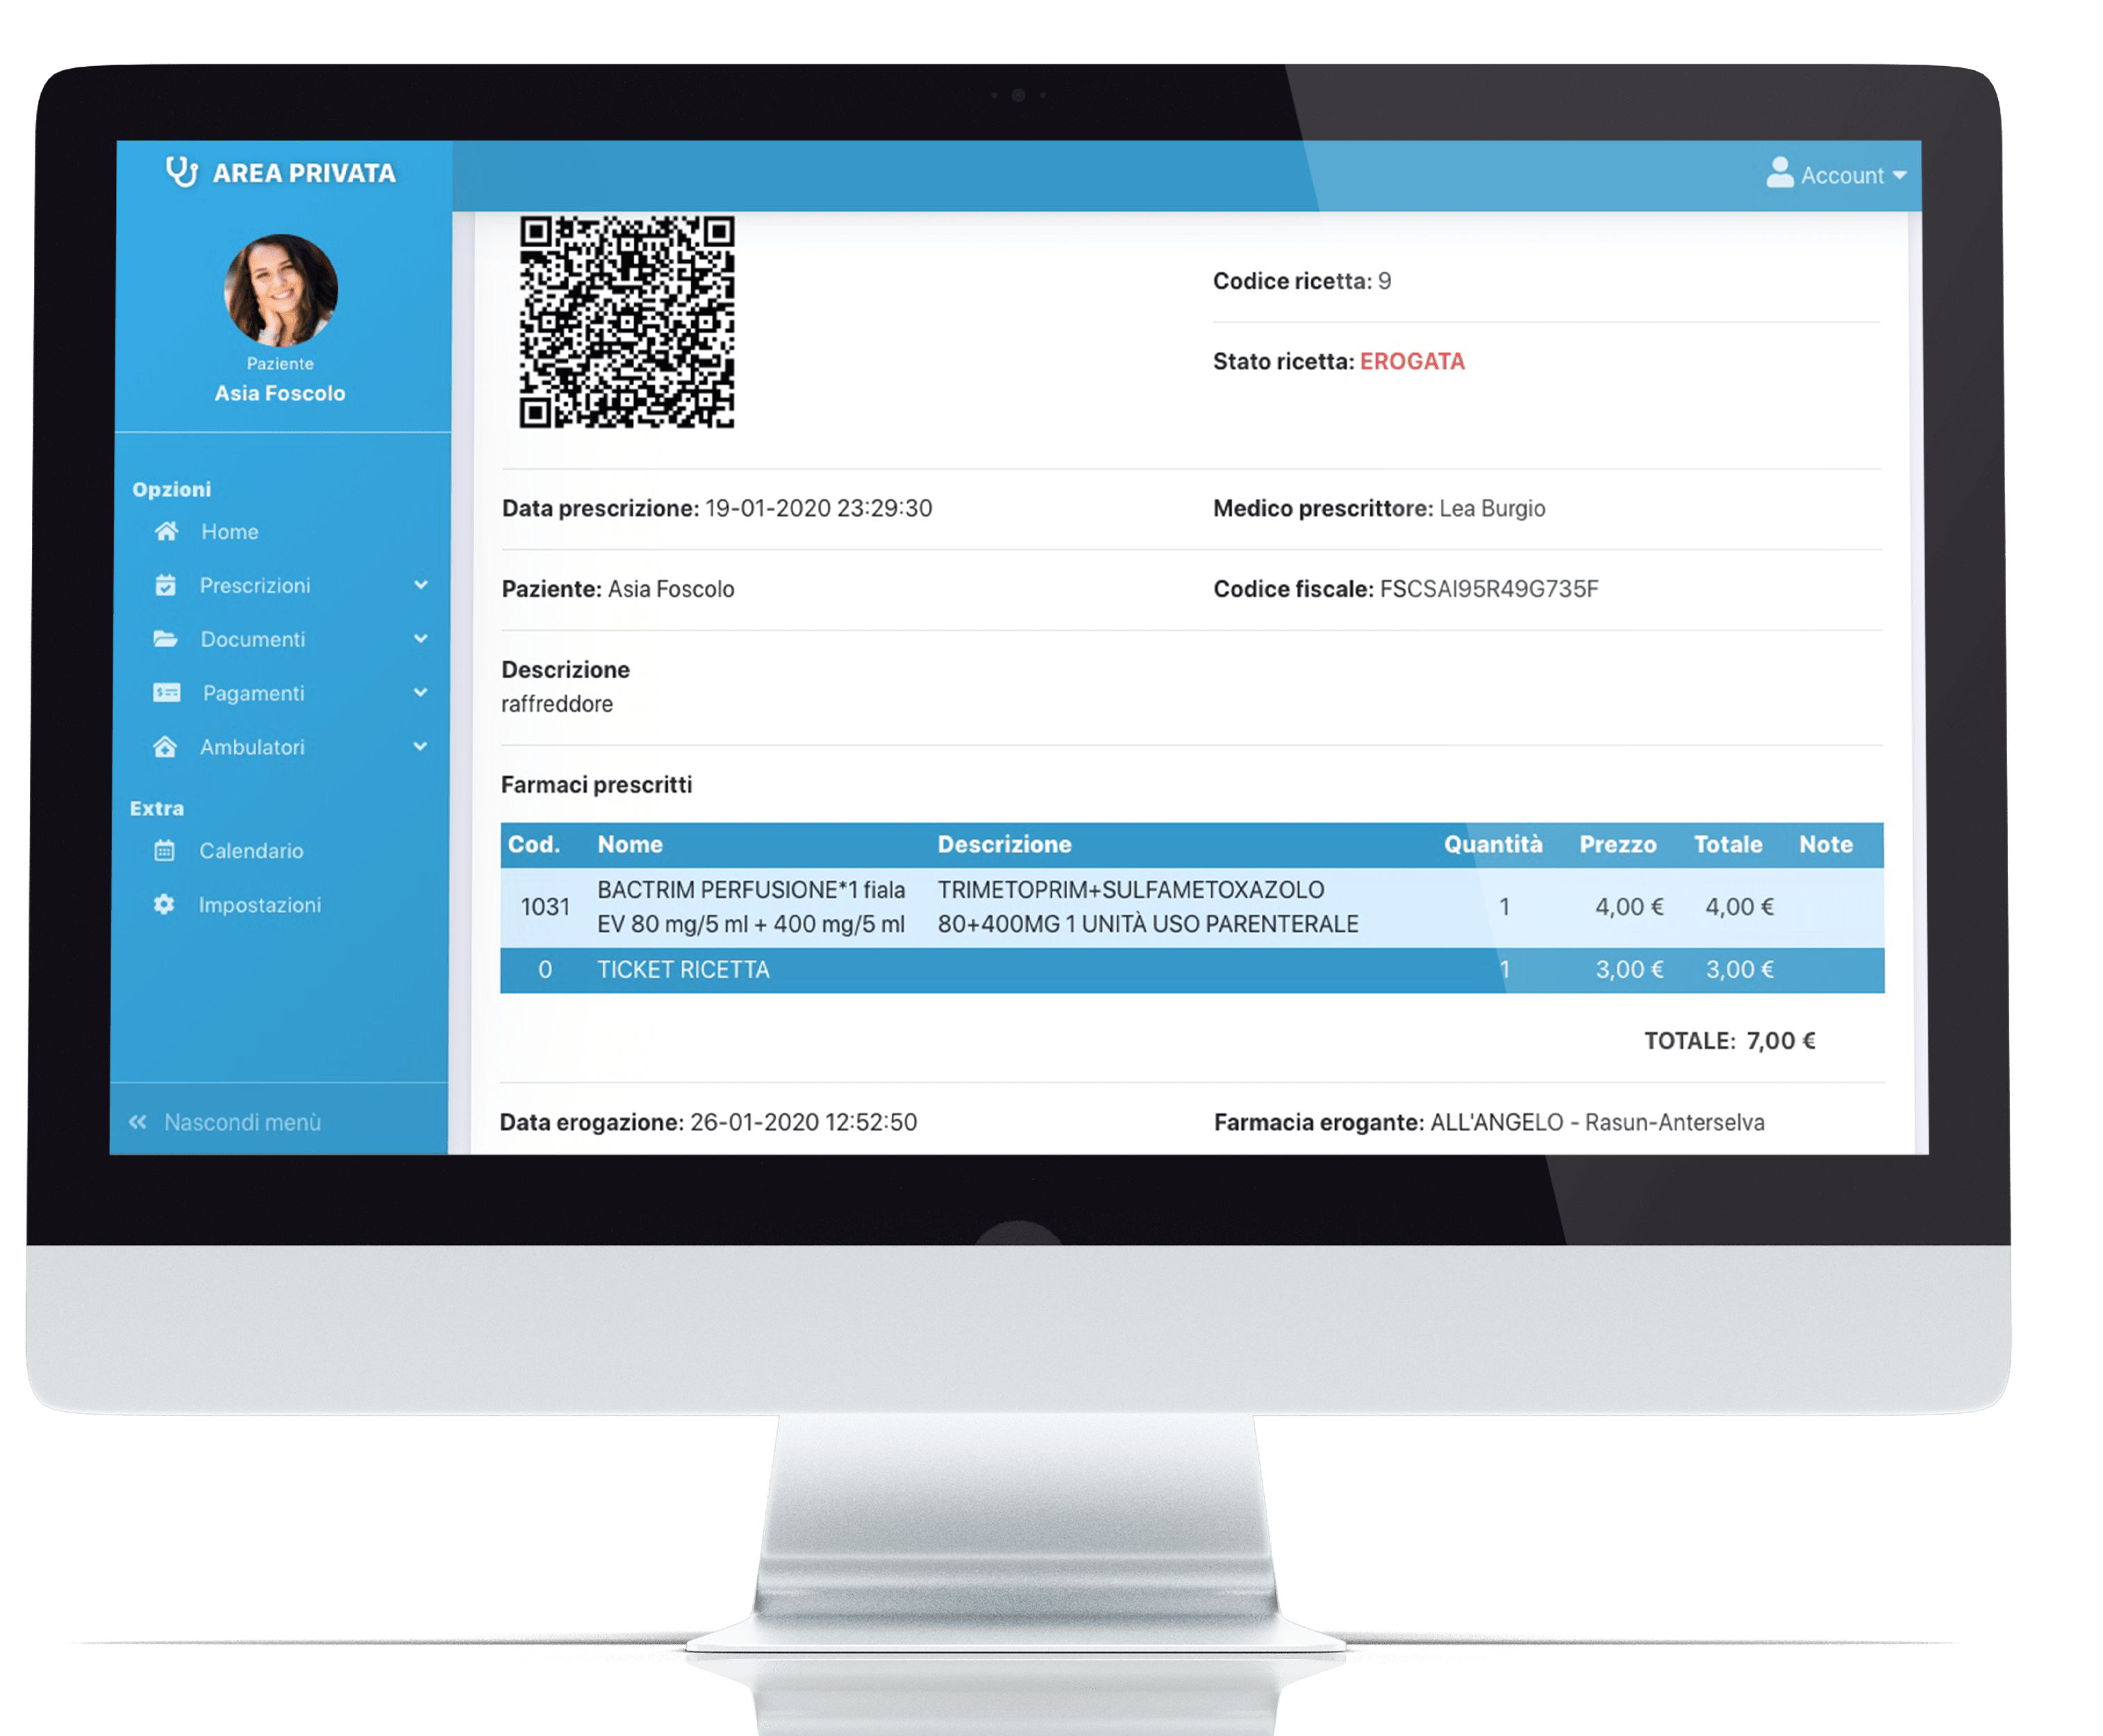 AREA PRIVATA
Account
Paziente
Asia Foscolo
Opzioni
Home
Prescrizioni
Documenti
Pagamenti
Ambulatori
Extra
Calendario
Impostazioni
Nascondi menù
Codice ricetta: 9
Stato ricetta: EROGATA
Data prescrizione: 19-01-2020 23:29:30
Medico prescrittore: Lea Burgio
Paziente: Asia Foscolo
Codice fiscale: FSCSAI95R49G735F
Descrizione
raffreddore
Farmaci prescritti
Cod. Nome Descrizione Quantità Prezzo Totale Note
1031 BACTRIM PERFUSIONE*1 fiala EV 80 mg/5 ml + 400 mg/5 ml TRIMETOPRIM+SULFAMETOXAZOLO 80+400MG 1 UNITÀ USO PARENTERALE 1 4,00 € 4,00 €
0 TICKET RICETTA 1 3,00 € 3,00 €
TOTALE: 7,00 €
Data erogazione: 26-01-2020 12:52:50
Farmacia erogante: ALL'ANGELO - Rasun-Anterselva